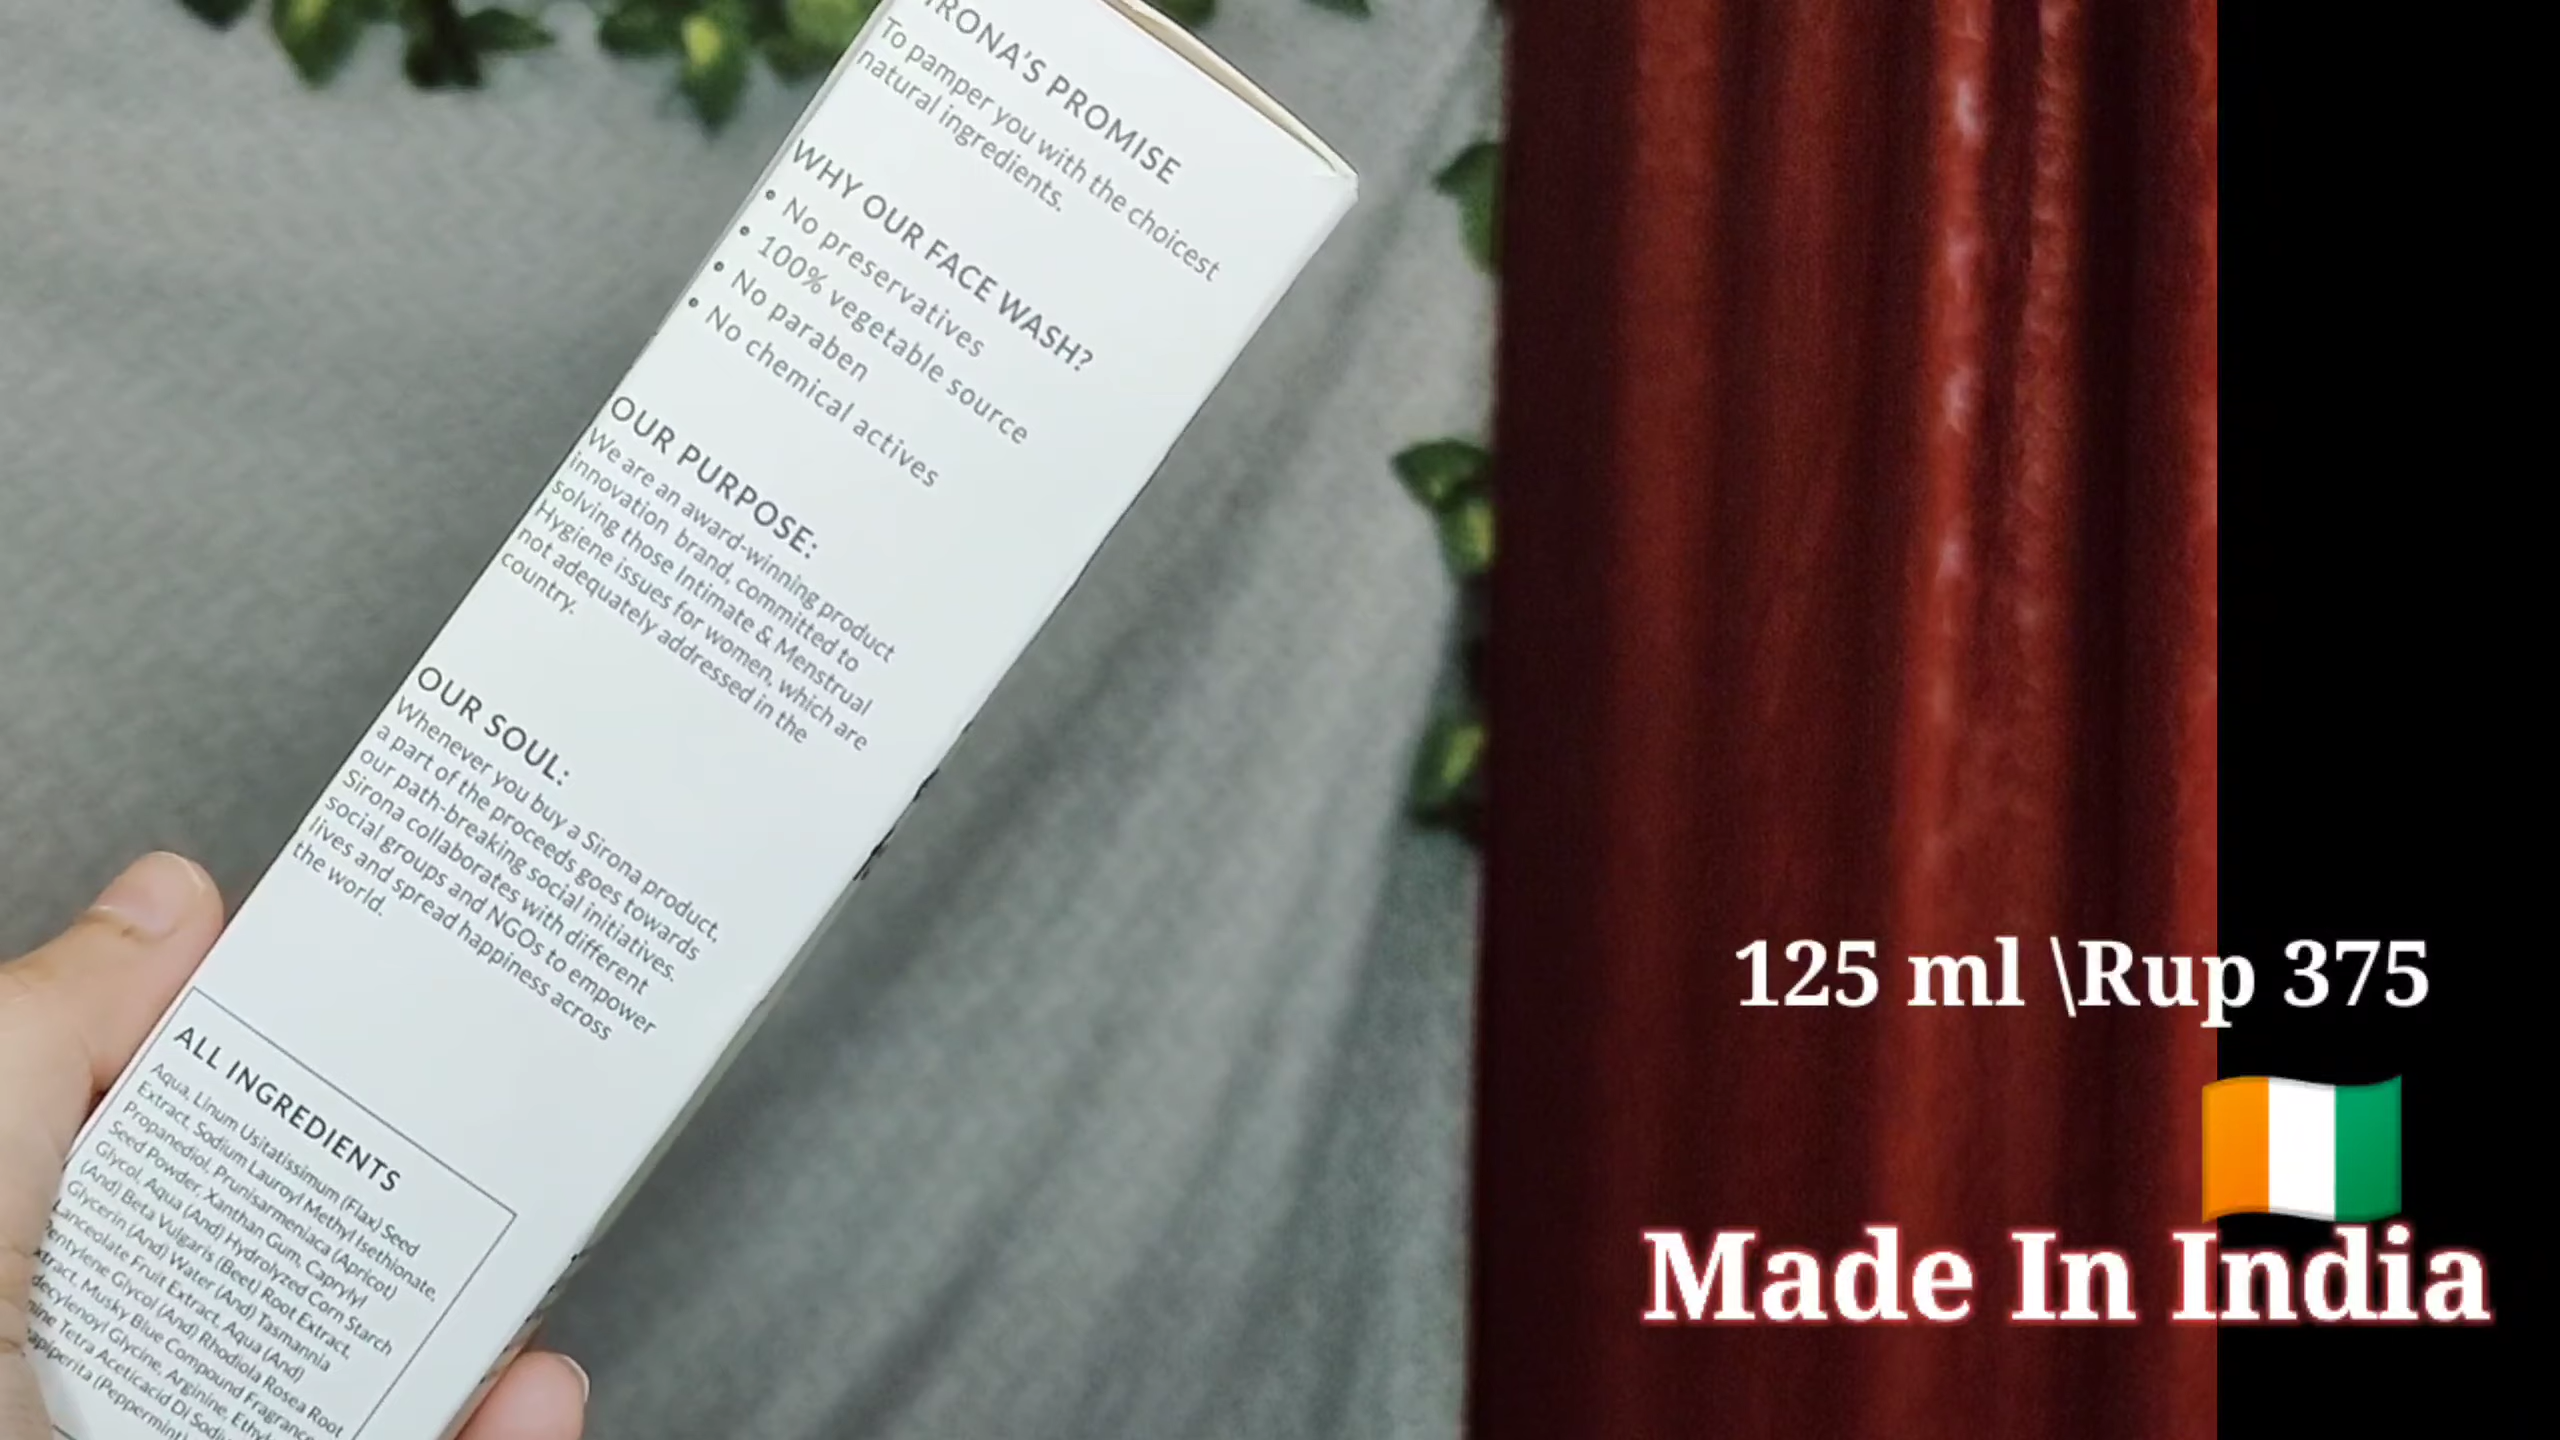 PROMISE
To pamper you with the choicest
natural ingredients.
WHY OUR FACE WASH?
• No preservatives
• 100% vegetable source
• No paraben
• No chemical actives
OUR PURPOSE:
We are an award-winning product
innovation brand, committed to
solving those Intimate & Menstrual
Hygiene issues for women, which are
not adequately addressed in the
country.
OUR SOUL:
Whenever you buy a Sirona product,
a part of the proceeds goes towards
our path-breaking social initiatives.
Sirona collaborates with different
social groups and NGOs to empower
lives and spread happiness across
the world.
ALL INGREDIENTS
Aqua, Linum Usitatissimum (Flax) Seed
Extract, Sodium Lauroyl Methyl Isethionate,
Propanediol, Prunisarmeniaca (Apricot)
Seed Powder, Xanthan Gum, Caprylyl
Glycol, Aqua (And) Hydrolyzed Corn Starch
(And) Beta Vulgaris (Beet) Root Extract,
Glycerin (And) Water (And) Tasmannia
Lanceolate Fruit Extract, Aqua (And)
Pentylene Glycol (And) Rhodiola Rosea Root
Musky Blue Compound Fragrance
Glycine, Arginine,
Tetra Aceticacid Di
(Peppermint)
125 ml \Rup 375
Made In India